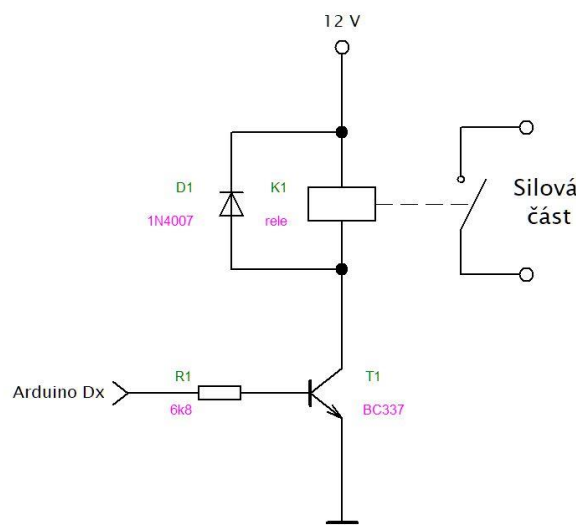 12 V
D1
K1
1N4007
rele
Silová
část
R1
T1
Arduino Dx
6k8
BC337